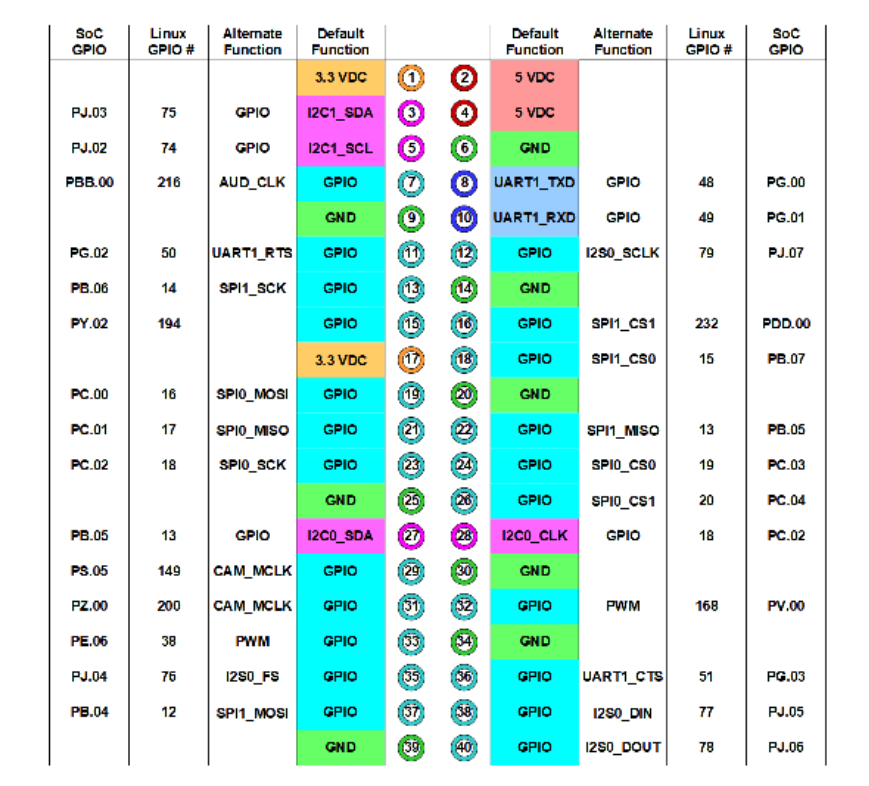 SoC GPIO Linux GPIO # Alternate Function Default Function Default Function Alternate Function Linux GPIO # SoC GPIO
3.3 VDC 1 2 5 VDC
PJ.03 75 GPIO I2C1_SDA 3 4 5 VDC
PJ.02 74 GPIO I2C1_SCL 5 6 GND
PBB.00 216 AUD_CLK GPIO 7 8 UART1_TXD GPIO 48 PG.00
GND 9 10 UART1_RXD GPIO 49 PG.01
PG.02 50 UART1_RTS GPIO 11 12 GPIO I2S0_SCLK 79 PJ.07
PB.06 14 SPI1_SCK GPIO 13 14 GND
PY.02 194 GPIO 15 16 GPIO SPI1_CS1 232 PDD.00
3.3 VDC 17 18 GPIO SPI1_CS0 15 PB.07
PC.00 16 SPI0_MOSI GPIO 19 20 GND
PC.01 17 SPI0_MISO GPIO 21 22 GPIO SPI1_MISO 13 PB.05
PC.02 18 SPI0_SCK GPIO 23 24 GPIO SPI0_CS0 19 PC.03
GND 25 26 GPIO SPI0_CS1 20 PC.04
PB.05 13 GPIO I2C0_SDA 27 28 I2C0_CLK GPIO 18 PC.02
PS.05 149 CAM_MCLK GPIO 29 30 GND
PZ.00 200 CAM_MCLK GPIO 31 32 GPIO PWM 168 PV.00
PE.06 38 PWM GPIO 33 34 GND
PJ.04 76 I2S0_FS GPIO 35 36 GPIO UART1_CTS 51 PG.03
PB.04 12 SPI1_MOSI GPIO 37 38 GPIO I2S0_DIN 77 PJ.05
GND 39 40 GPIO I2S0_DOUT 78 PJ.06